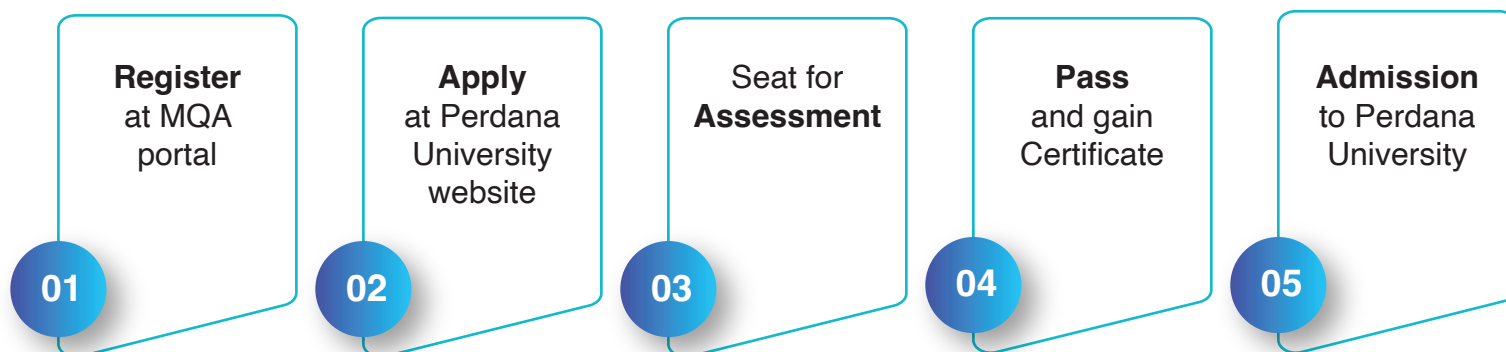 Register
at MQA
portal
01
Apply
at Perdana
University
website
02
Seat for
Assessment
03
Pass
and gain
Certificate
04
Admission
to Perdana
University
05